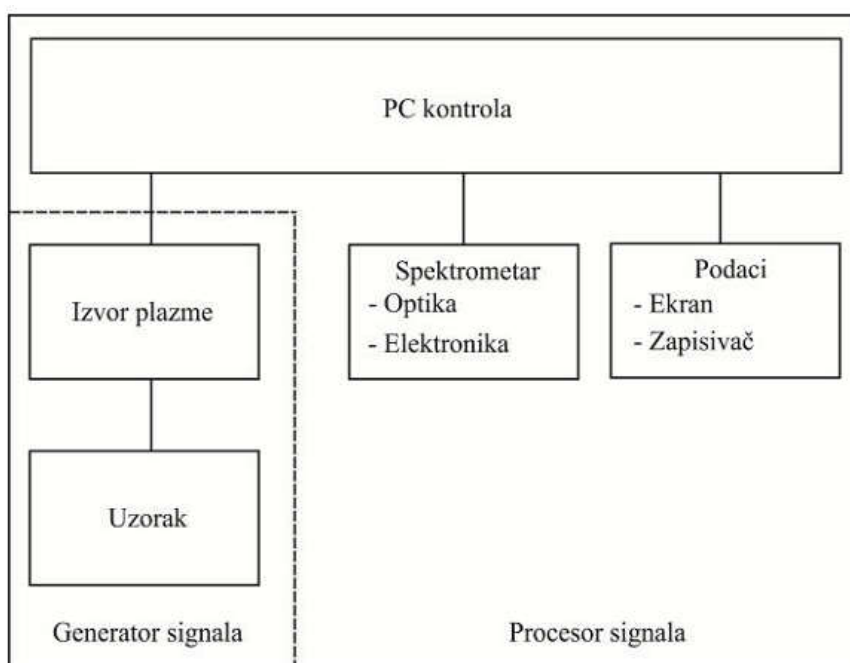 PC kontrola
Izvor plazme
Spektrometar
- Optika
- Elektronika
Podaci
- Ekran
- Zapisivač
Uzorak
Generator signala
Procesor signala